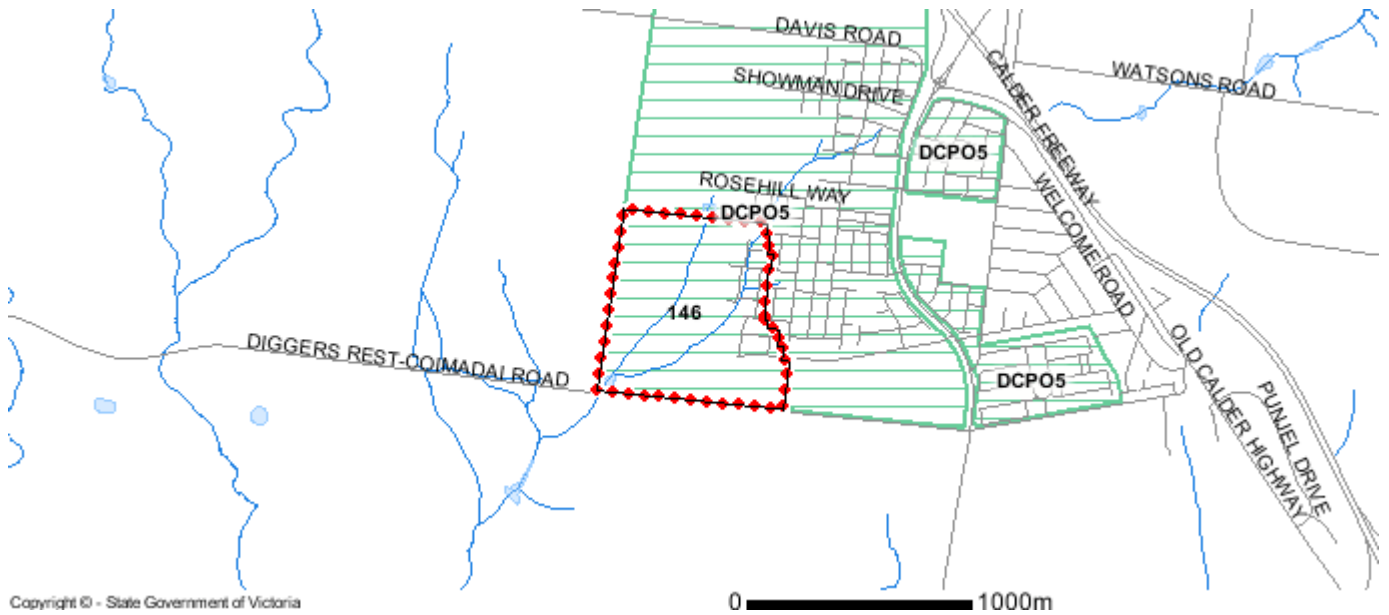 DAVIS ROAD
CALDER FREEWAY
WATSONS ROAD
SHOWMAN DRIVE
DCPO5
ROSEHILL WAY
WELCOME ROAD
DCPO5
146
DIGGERS REST-COIMADAI ROAD
OLD CALDER HIGHWAY
DCPO5
PUNJEL DRIVE
Copyright © - State Government of Victoria
0 1000m